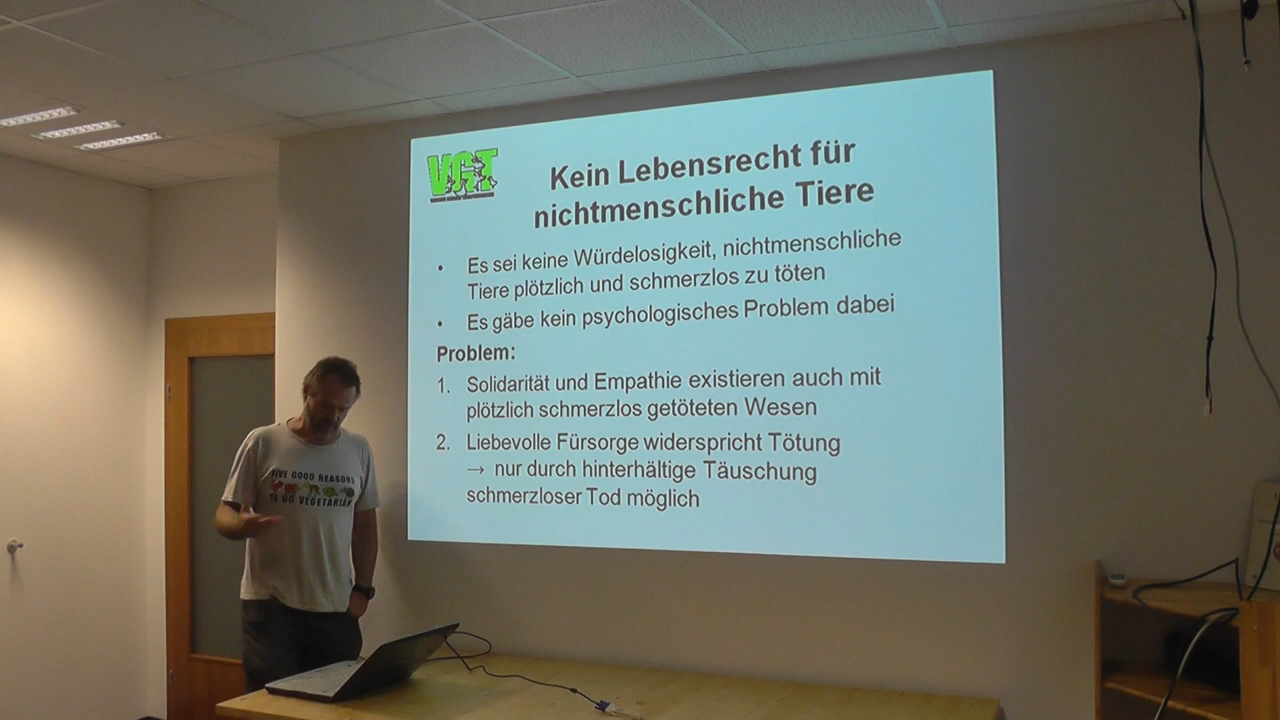 VGT
Kein Lebensrecht für
nichtmenschliche Tiere
• Es sei keine Würdelosigkeit, nichtmenschliche
Tiere plötzlich und schmerzlos zu töten
• Es gäbe kein psychologisches Problem dabei
Problem:
1. Solidarität und Empathie existieren auch mit
plötzlich schmerzlos getöteten Wesen
2. Liebevolle Fürsorge widerspricht Tötung
→ nur durch hinterhältige Täuschung
schmerzloser Tod möglich
FIVE GOOD REASONS
TO GO VEGETARIAN